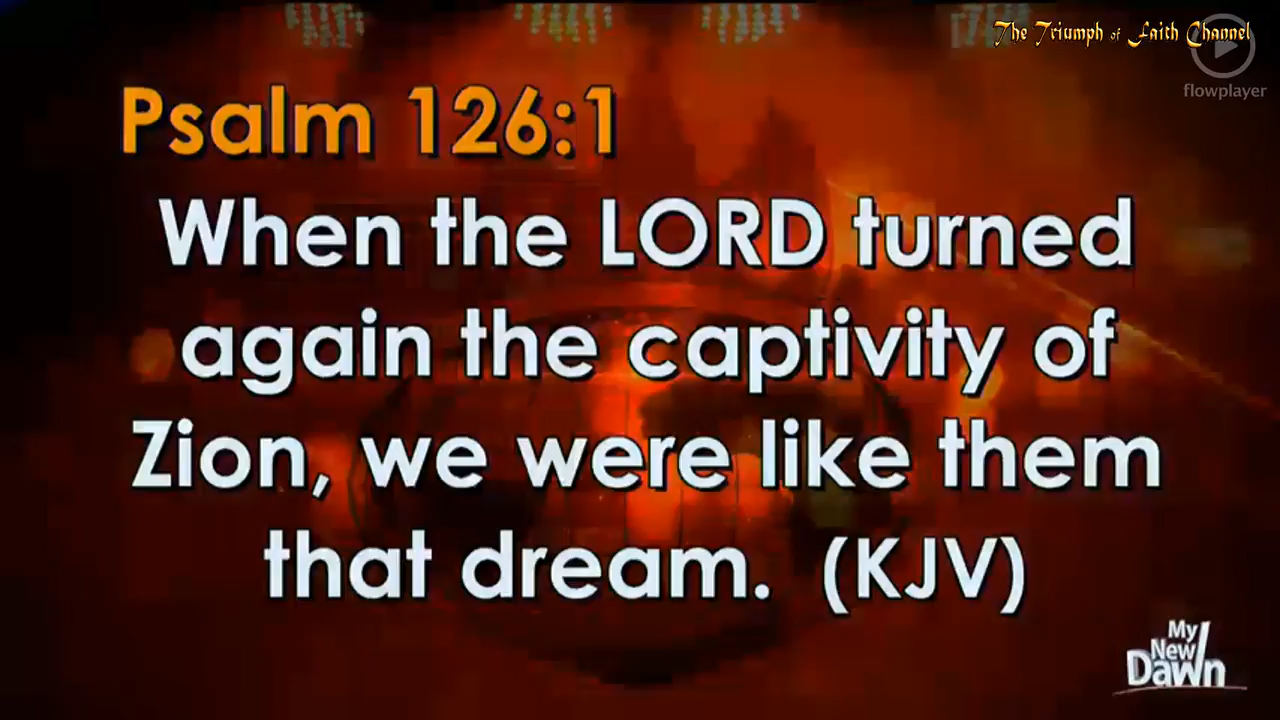 The Triumph of Faith Channel
flowplayer
Psalm 126:1
When the LORD turned
again the captivity of
Zion, we were like them
that dream. (KJV)
My
New
Dawn